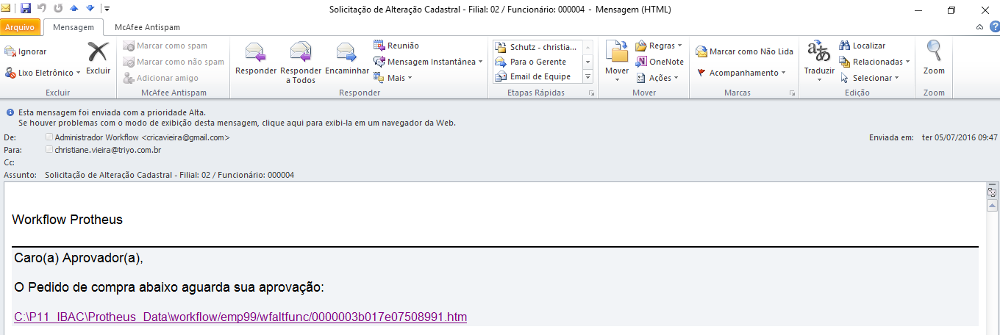 Solicitação de Alteração Cadastral - Filial: 02 / Funcionário: 000004 - Mensagem (HTML)
Arquivo Mensagem McAfee Antispam
Ignorar
Lixo Eletrônico
Excluir
Excluir
Marcar como spam
Marcar como não spam
Adicionar amigo
McAfee Antispam
Responder
Responder a Todos
Encaminhar
Reunião
Mensagem Instantânea
Mais
Responder
Schutz - christia...
Para o Gerente
Email de Equipe
Etapas Rápidas
Mover
Regras
OneNote
Ações
Mover
Marcar como Não Lida
Acompanhamento
Marcas
Traduzir
Localizar
Relacionadas
Selecionar
Edição
Zoom
Zoom
Esta mensagem foi enviada com a prioridade Alta.
Se houver problemas com o modo de exibição desta mensagem, clique aqui para exibi-la em um navegador da Web.
De: Administrador Workflow <cricavieira@gmail.com> Enviada em: ter 05/07/2016 09:47
Para: christiane.vieira@triyo.com.br
Cc:
Assunto: Solicitação de Alteração Cadastral - Filial: 02 / Funcionário: 000004
Workflow Protheus
Caro(a) Aprovador(a),
O Pedido de compra abaixo aguarda sua aprovação:
C:\P11_IBAC\Protheus_Data\workflow/emp99/wfaltfunc/0000003b017e07508991.htm